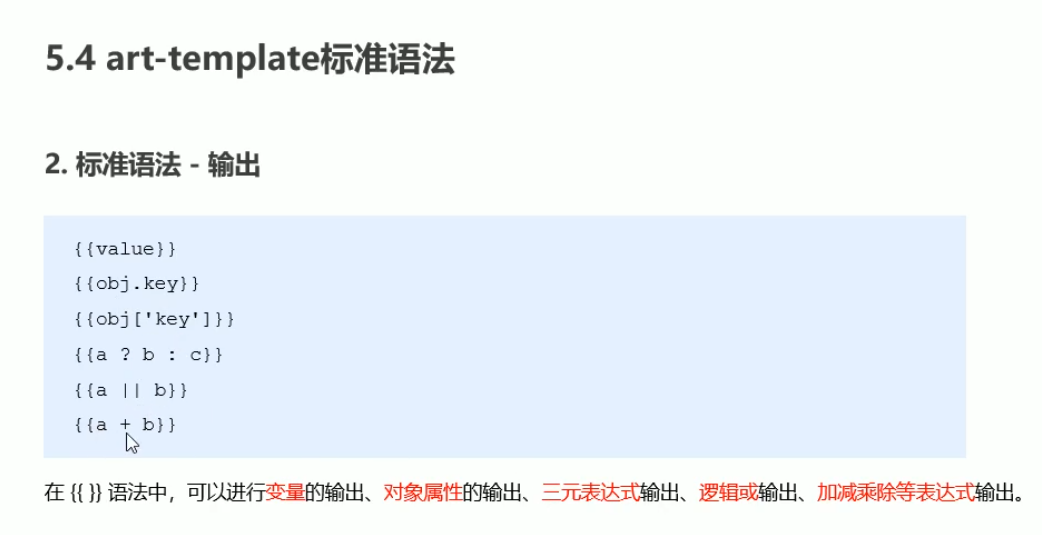 5.4 art-template标准语法
2. 标准语法 - 输出
{{value}}
{{obj.key}}
{{obj['key']}}
{{a ? b : c}}
{{a || b}}
{{a + b}}
在 {{ }} 语法中，可以进行变量的输出、对象属性的输出、三元表达式输出、逻辑或输出、加减乘除等表达式输出。